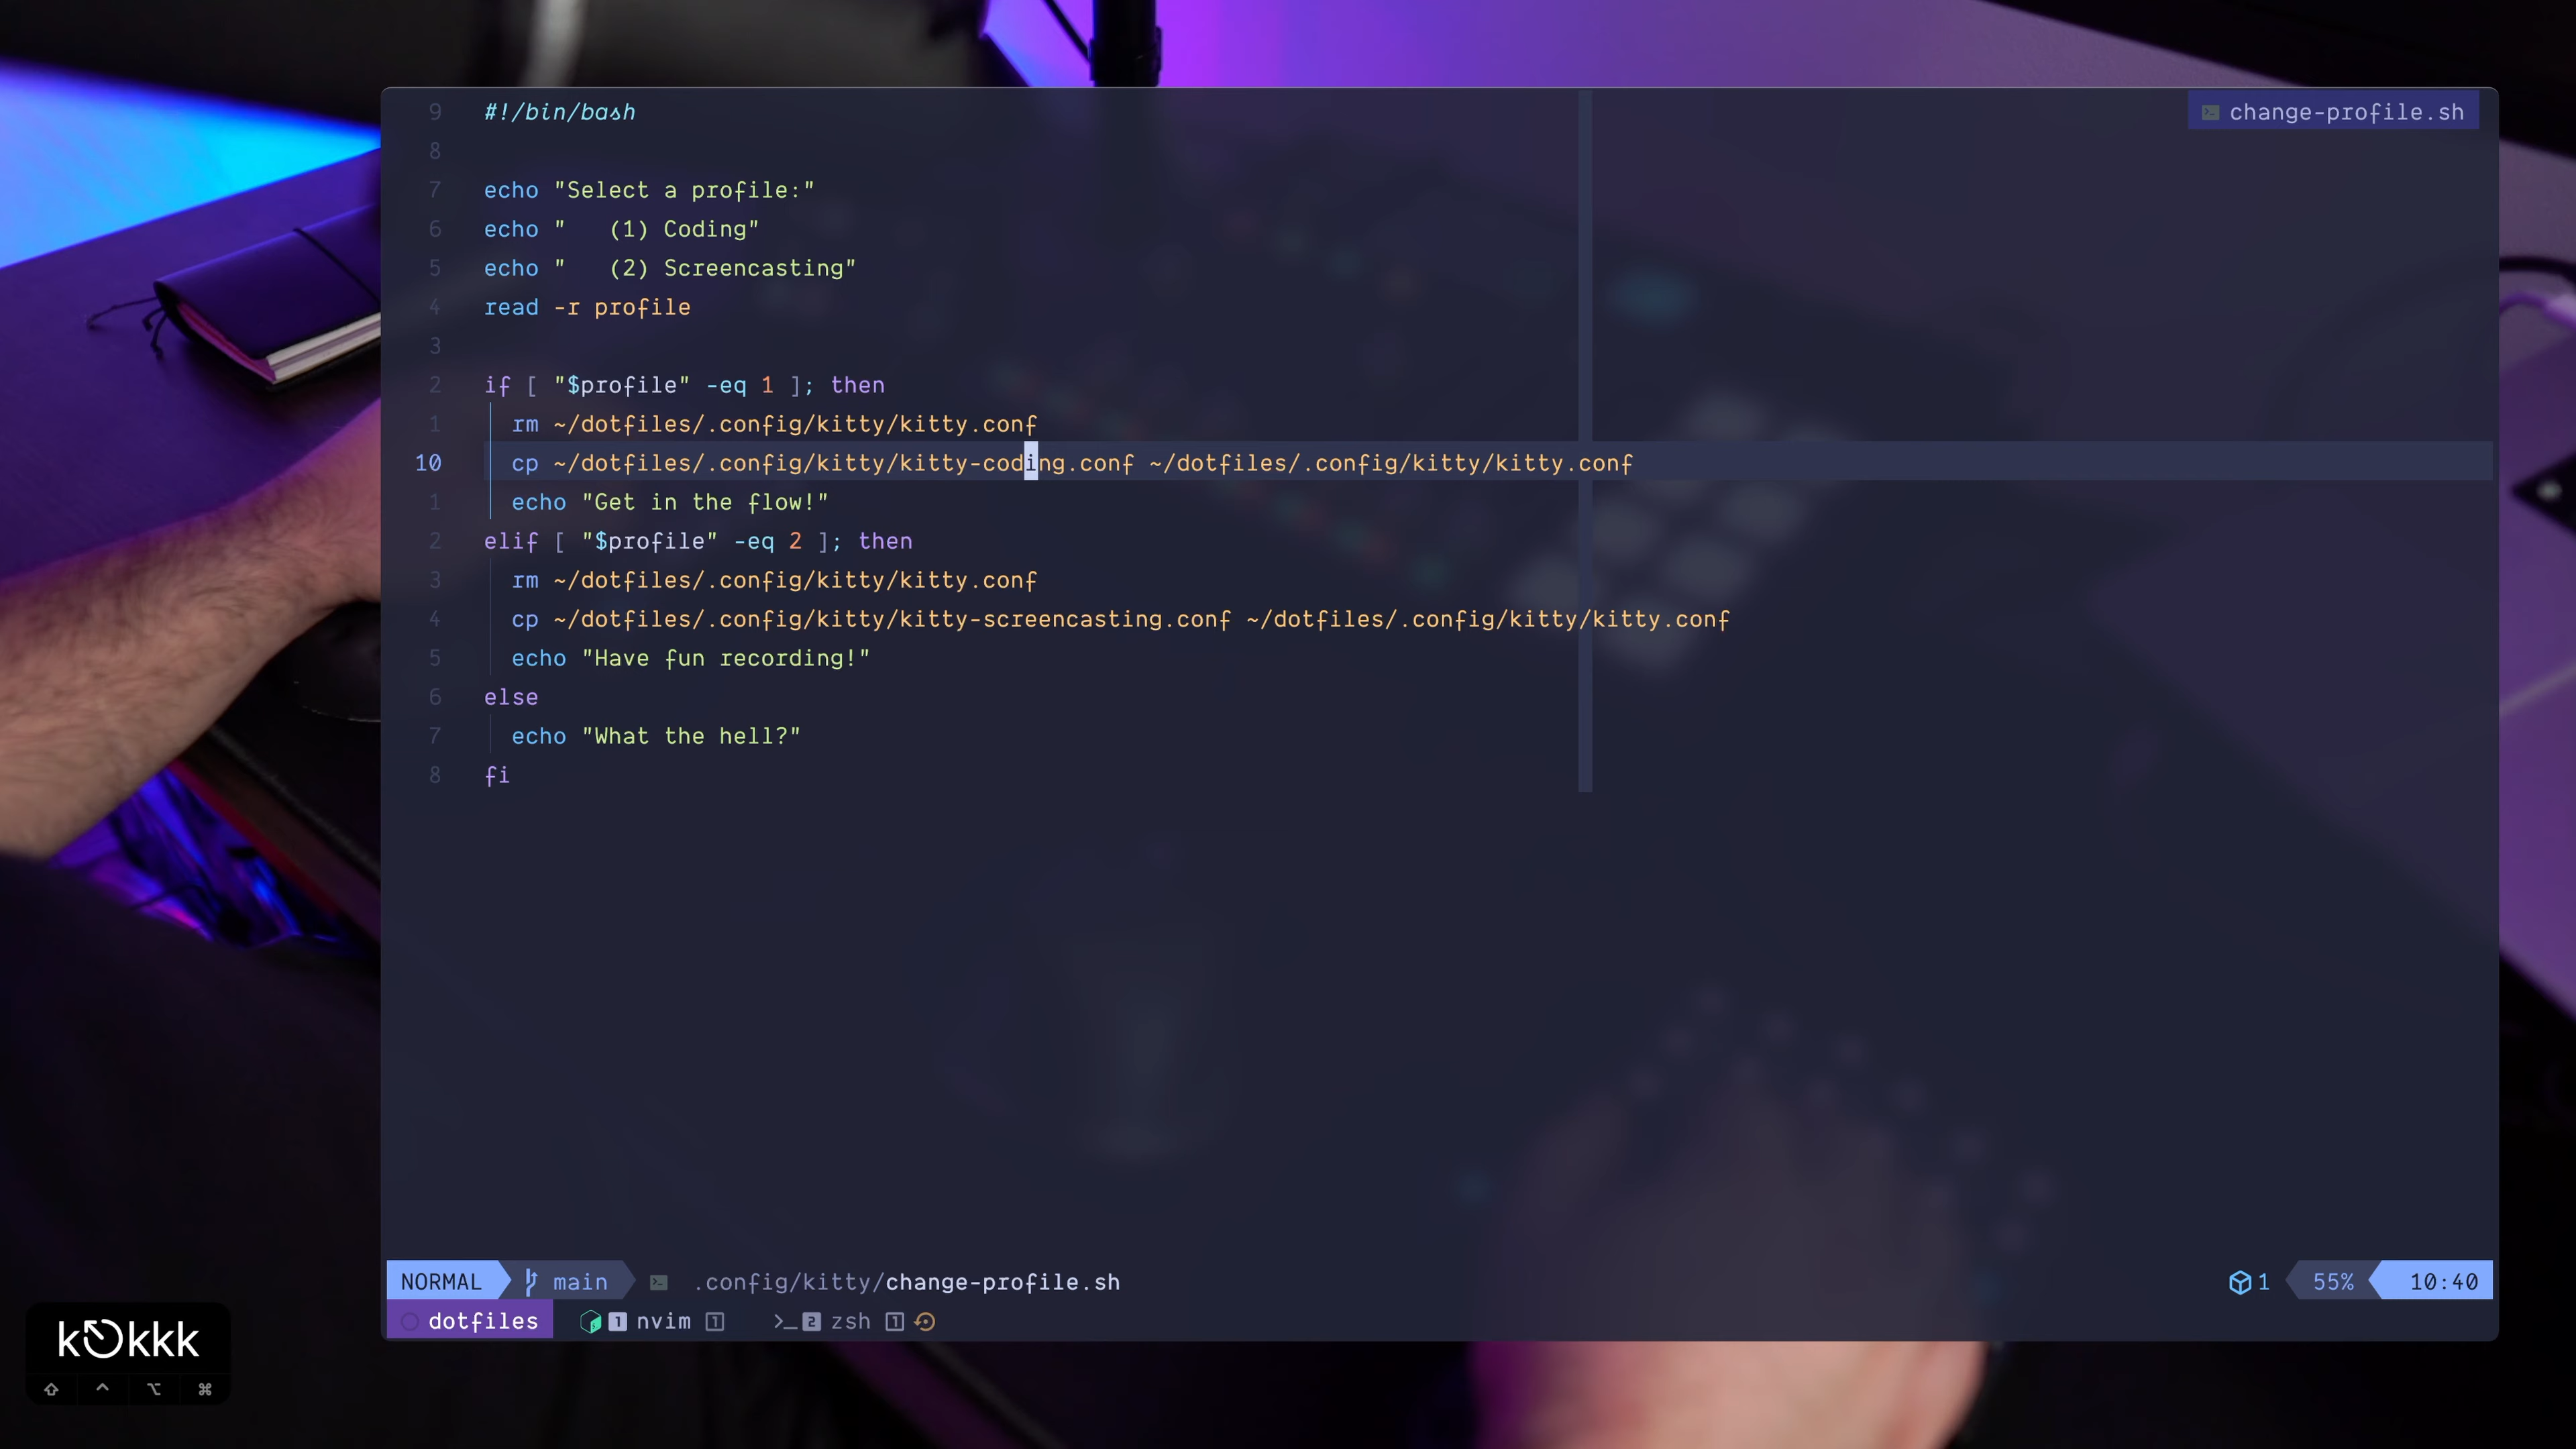 9 #!/bin/bash change-profile.sh
8
7 echo "Select a profile:"
6 echo "   (1) Coding"
5 echo "   (2) Screencasting"
4 read -r profile
3
2 if [ "$profile" -eq 1 ]; then
1   rm ~/dotfiles/.config/kitty/kitty.conf
10   cp ~/dotfiles/.config/kitty/kitty-coding.conf ~/dotfiles/.config/kitty/kitty.conf
1   echo "Get in the flow!"
2 elif [ "$profile" -eq 2 ]; then
3   rm ~/dotfiles/.config/kitty/kitty.conf
4   cp ~/dotfiles/.config/kitty/kitty-screencasting.conf ~/dotfiles/.config/kitty/kitty.conf
5   echo "Have fun recording!"
6 else
7   echo "What the hell?"
8 fi
NORMAL main .config/kitty/change-profile.sh 1 55% 10:40
dotfiles 1 nvim 1 >_ 2 zsh 1
k⎋kkk
⇧ ⌃ ⌥ ⌘